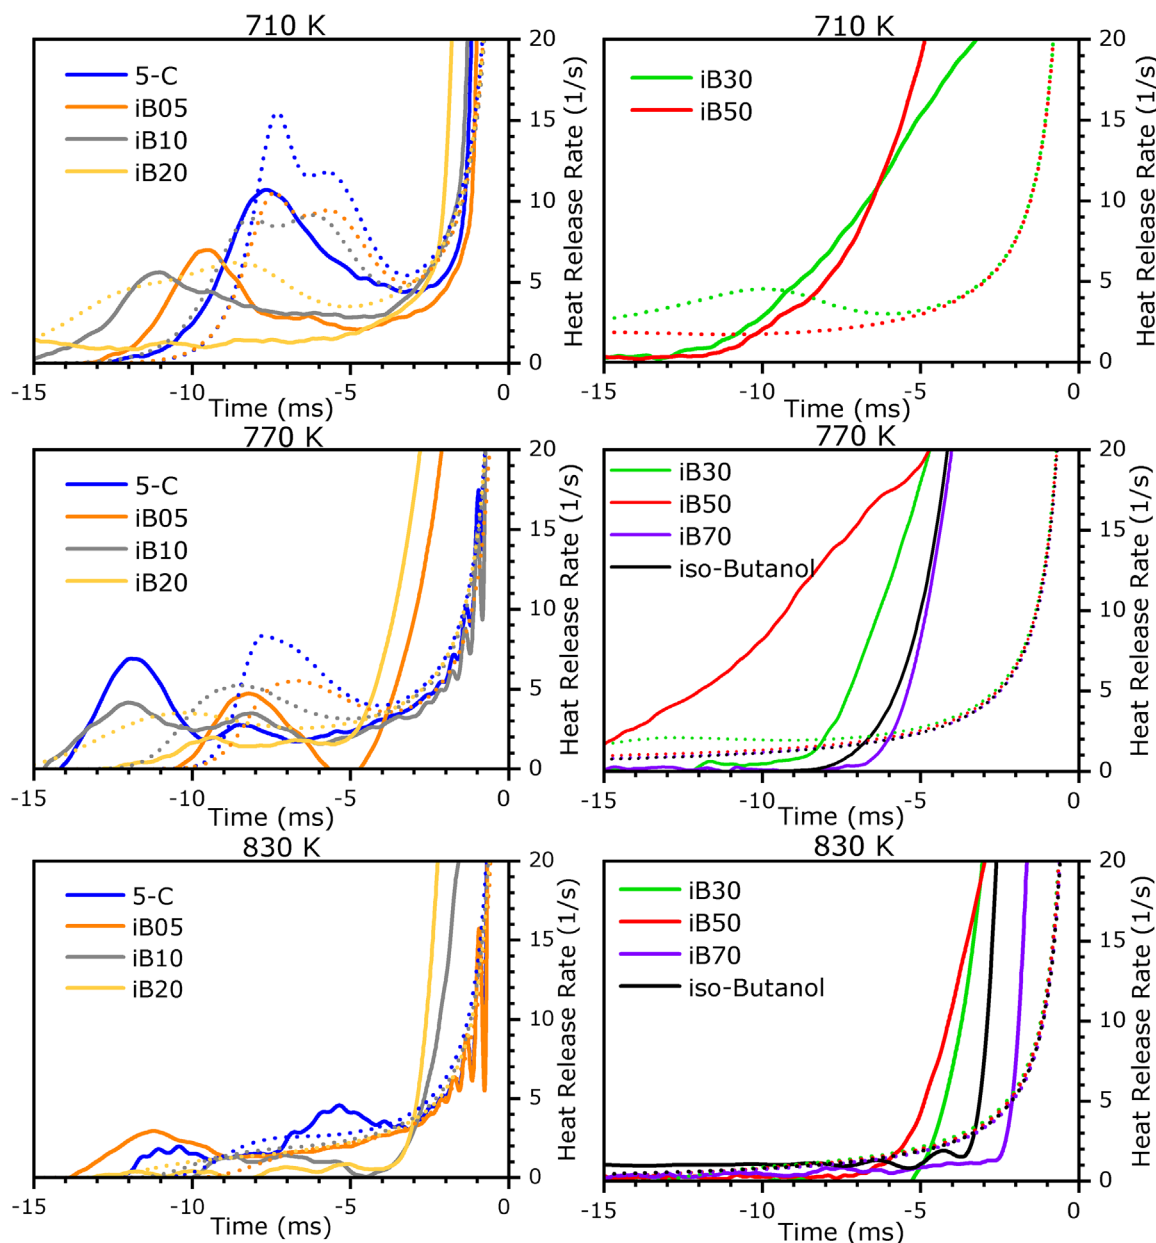 710 K
5-C
iB05
iB10
iB20
20
15
10
5
0
Heat Release Rate (1/s)
-15
-10
-5
0
Time (ms)
710 K
iB30
iB50
20
15
10
5
0
Heat Release Rate (1/s)
-15
-10
-5
0
Time (ms)
770 K
5-C
iB05
iB10
iB20
20
15
10
5
0
Heat Release Rate (1/s)
-15
-10
-5
0
Time (ms)
770 K
iB30
iB50
iB70
iso-Butanol
20
15
10
5
0
Heat Release Rate (1/s)
-15
-10
-5
0
Time (ms)
830 K
5-C
iB05
iB10
iB20
20
15
10
5
0
Heat Release Rate (1/s)
-15
-10
-5
0
Time (ms)
830 K
iB30
iB50
iB70
iso-Butanol
20
15
10
5
0
Heat Release Rate (1/s)
-15
-10
-5
0
Time (ms)